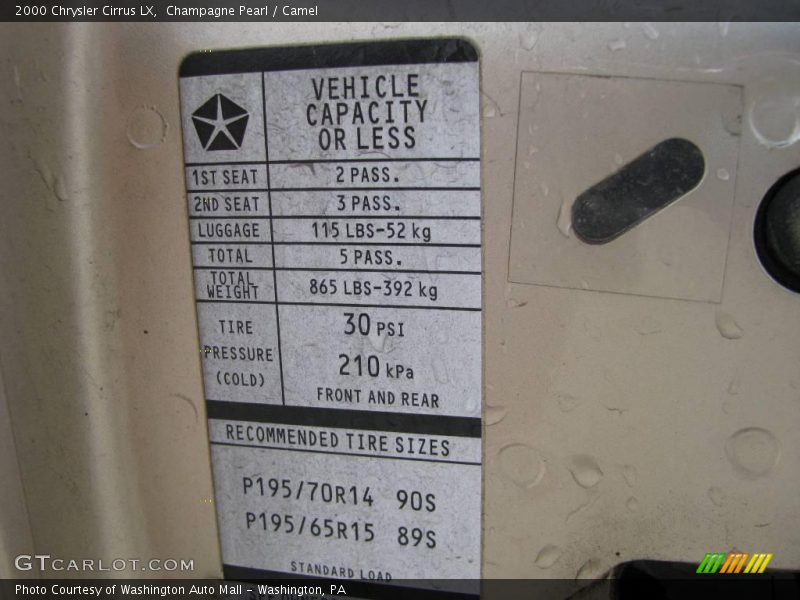 2000 Chrysler Cirrus LX, Champagne Pearl / Camel
VEHICLE
CAPACITY
OR LESS
1ST SEAT 2 PASS.
2ND SEAT 3 PASS.
LUGGAGE 115 LBS-52 kg
TOTAL 5 PASS.
TOTAL WEIGHT 865 LBS-392 kg
TIRE PRESSURE (COLD)
30 PSI
210 kPa
FRONT AND REAR
RECOMMENDED TIRE SIZES
P195/70R14 90S
P195/65R15 89S
STANDARD LOAD
GTCARLOT.COM
Photo Courtesy of Washington Auto Mall - Washington, PA